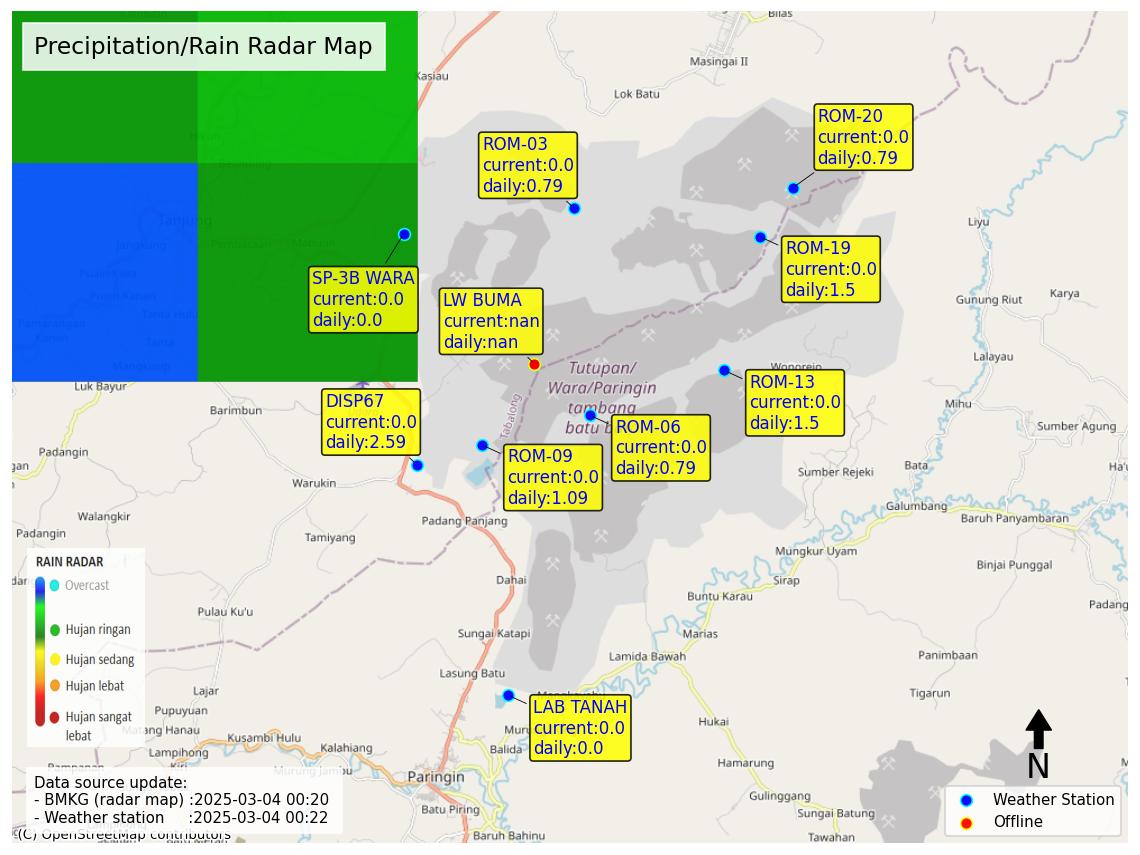 Precipitation/Rain Radar Map
Bilas
Masingai II
Kasiau
Lok Batu
ROM-20
current:0.0
daily:0.79
ROM-03
current:0.0
daily:0.79
Tanjung
Liyu
ROM-19
current:0.0
daily:1.5
SP-3B WARA
current:0.0
daily:0.0
LW BUMA
current:nan
daily:nan
Gunung Riut
Karya
Lalayau
Wonorejo
Tutupan/
Wara/Paringin
tambang
batu
Luk Bayur
Barimbun
DISP67
current:0.0
daily:2.59
Tabalong
ROM-13
current:0.0
daily:1.5
ROM-06
current:0.0
daily:0.79
ROM-09
current:0.0
daily:1.09
Mihu
Sumber Agung
Padangin
Bata
Sumber Rejeki
Warukin
Galumbang
Baruh Panyambaran
Walangkir
Padangin
Padang Panjang
Tamiyang
Mungkur Uyam
Binjai Punggal
Dahai
Sirap
Buntu Karau
Padang
Pulau Ku'u
Sungai Katapi
Marias
Lamida Bawah
Panimbaan
Lasung Batu
Tigarun
Lajar
Pupuyuan
RAIN RADAR
Overcast
Hujan ringan
Hujan sedang
Hujan lebat
Hujan sangat
lebat
LAB TANAH
current:0.0
daily:0.0
Matang Hanau
Kusambi Hulu
Lampihong
Kalahiang
Balida
Hukai
Hamarung
Murung Jambu
Paringin
Batu Piring
Gulinggang
Sungai Batung
Baruh Bahinu
Tawahan
N
Data source update:
- BMKG (radar map) :2025-03-04 00:20
- Weather station :2025-03-04 00:22
(C) OpenStreetMap contributors
Weather Station
Offline